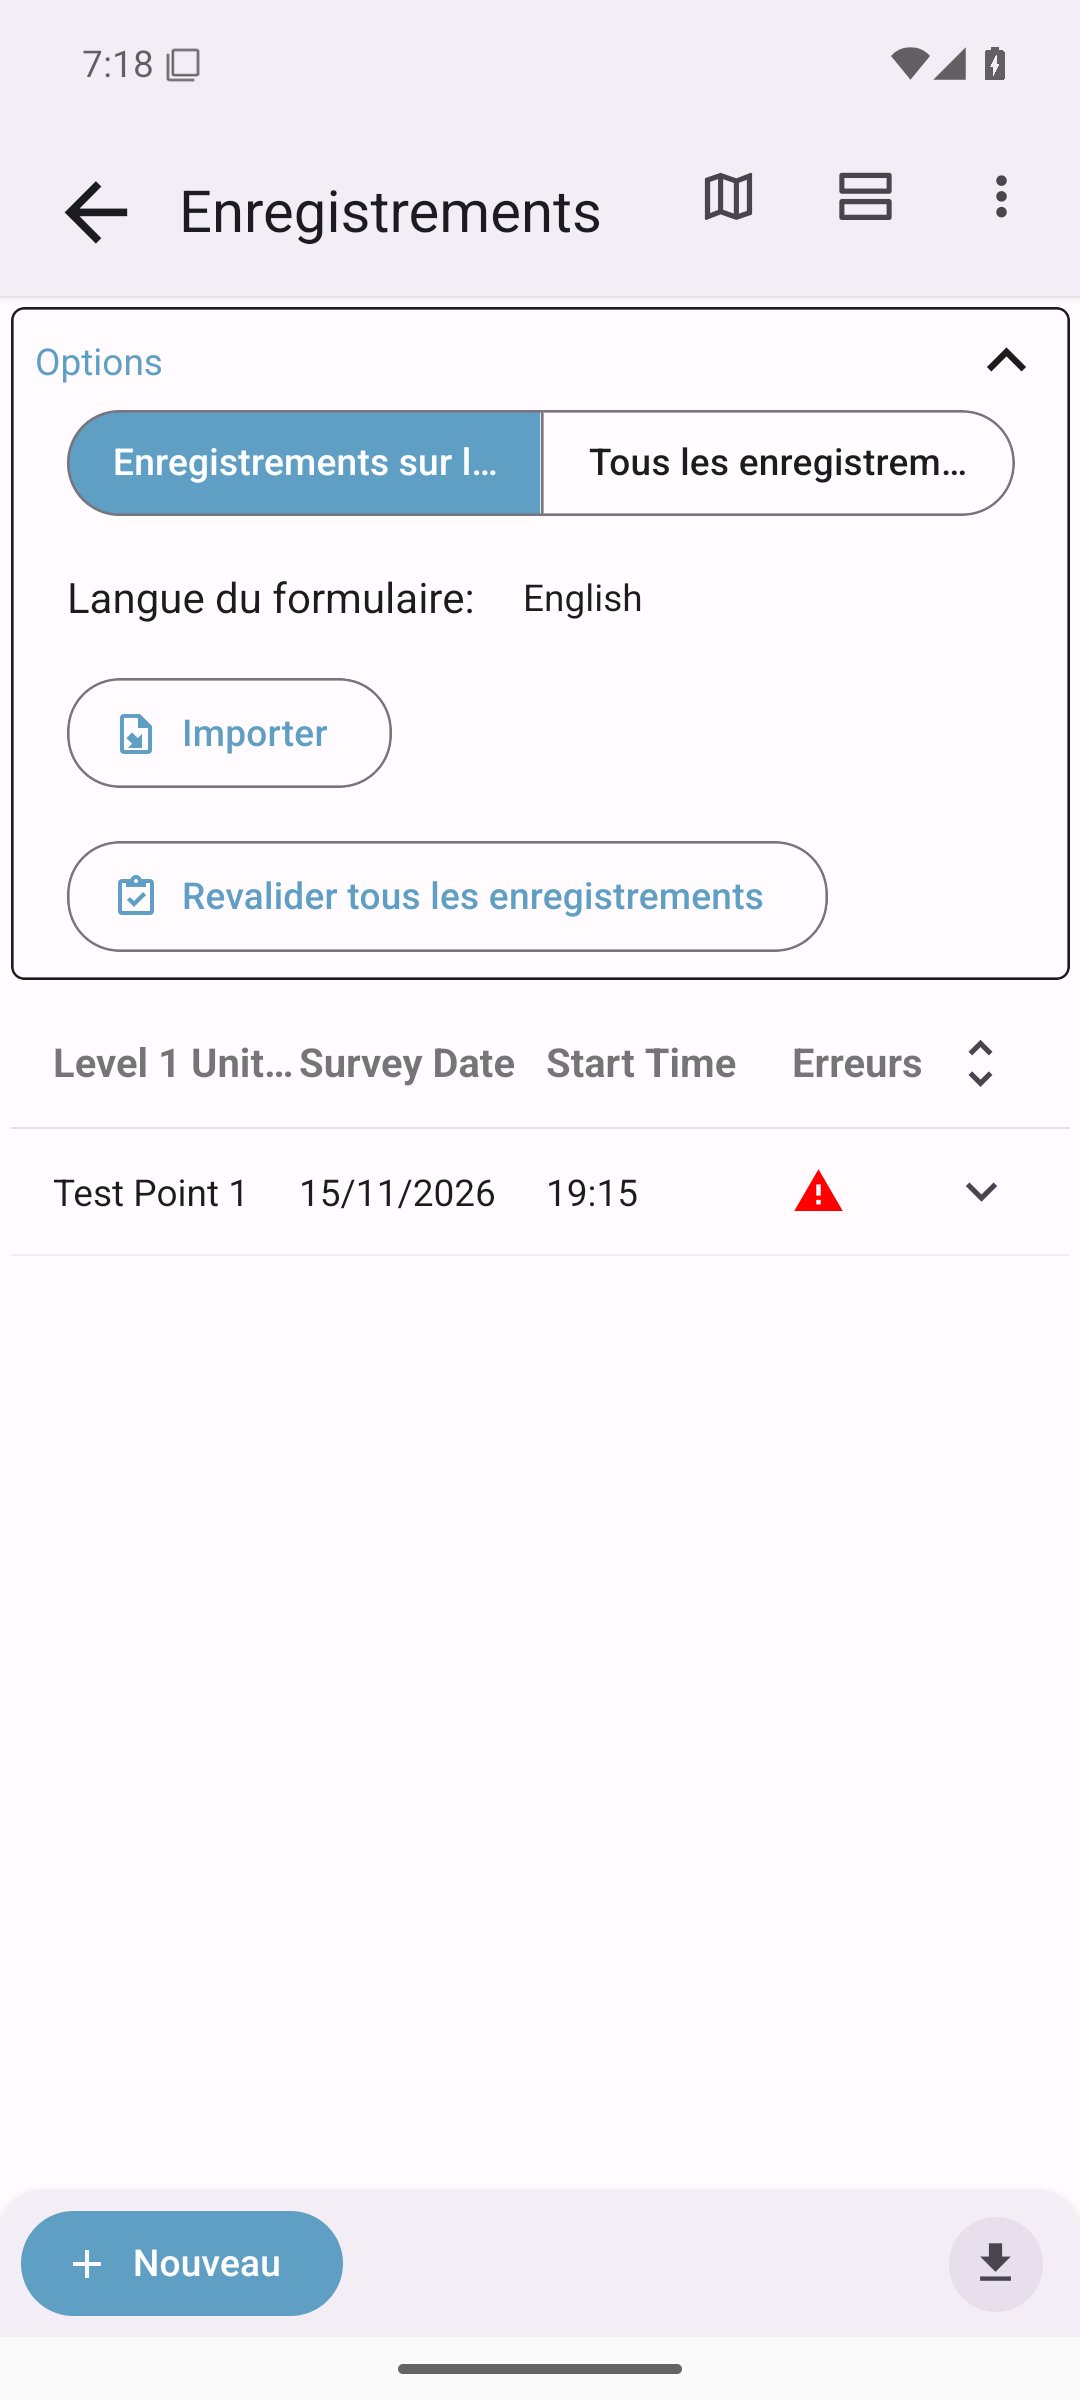 7:18
Enregistrements
Options
Enregistrements sur l...
Tous les enregistrem...
Langue du formulaire: English
Importer
Revalider tous les enregistrements
Level 1 Unit... Survey Date Start Time Erreurs
Test Point 1 15/11/2026 19:15
Nouveau